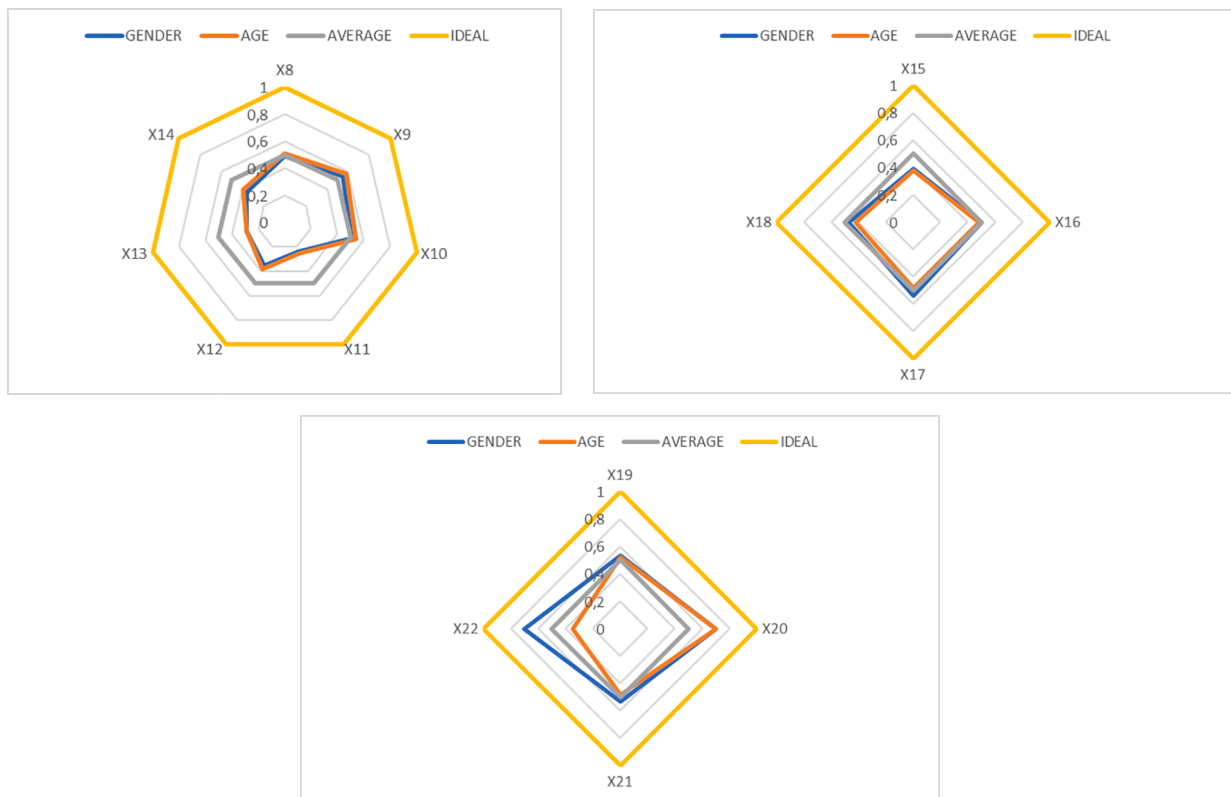 GENDER AGE AVERAGE IDEAL
X8
1
X14 0,8 X9
0,6
0,4
0,2
0
X13 X10
X12 X11
GENDER AGE AVERAGE IDEAL
X15
1
0,8
0,6
0,4
0,2
X18 0 X16
X17
GENDER AGE AVERAGE IDEAL
X19
1
0,8
0,6
0,4
0,2
X22 0 X20
X21